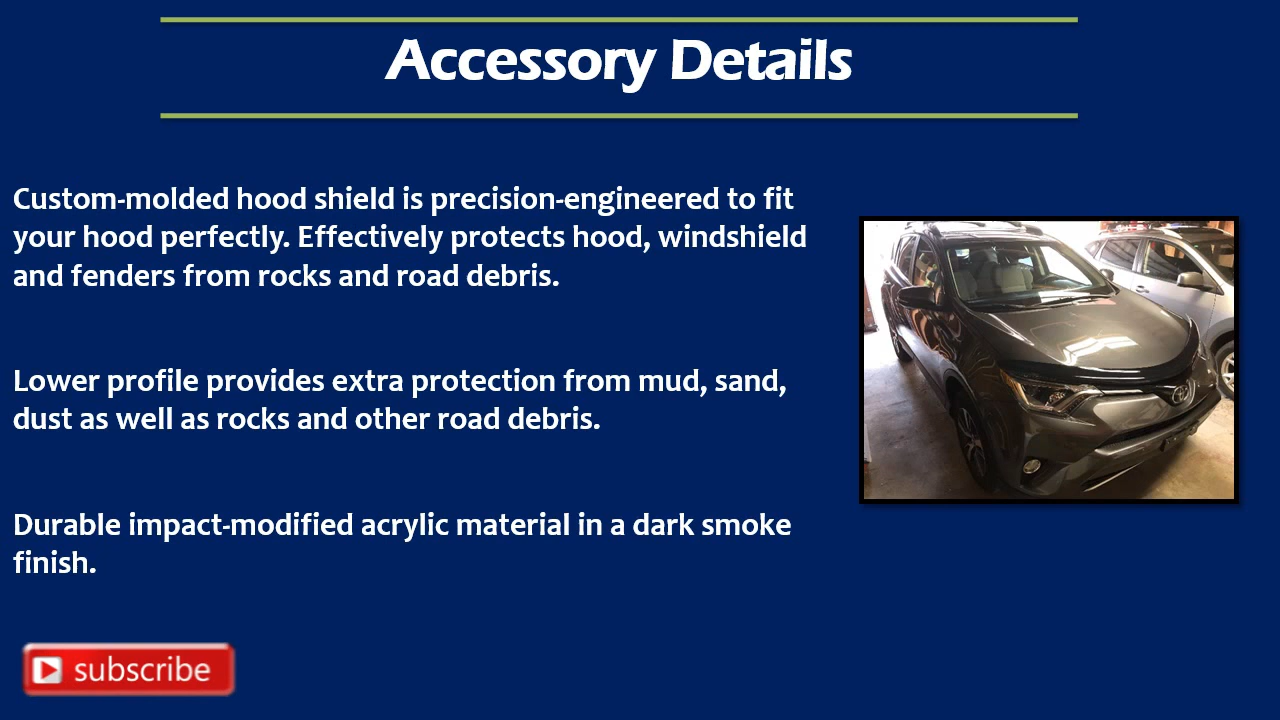 Accessory Details
Custom-molded hood shield is precision-engineered to fit
your hood perfectly. Effectively protects hood, windshield
and fenders from rocks and road debris.
Lower profile provides extra protection from mud, sand,
dust as well as rocks and other road debris.
Durable impact-modified acrylic material in a dark smoke
finish.
subscribe